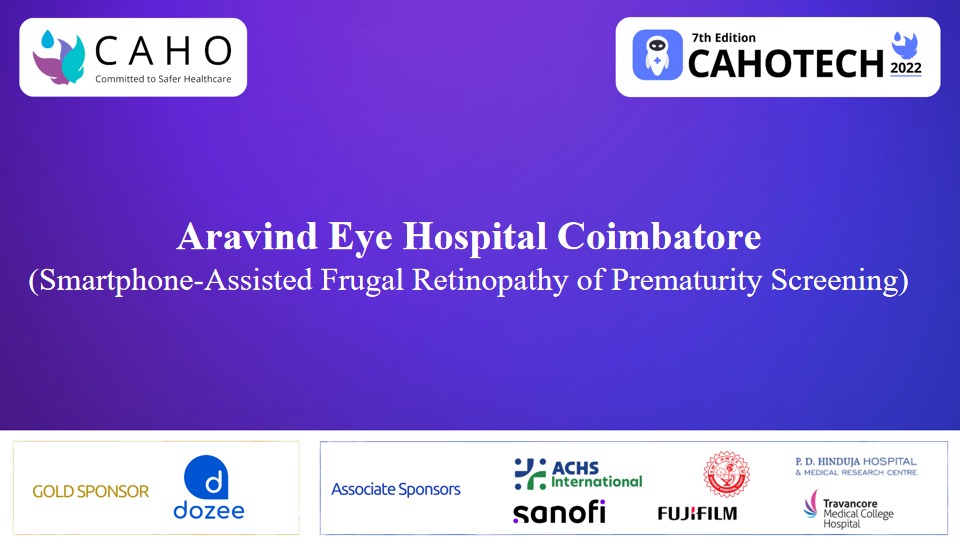 CAHO
Committed to Safer Healthcare
7th Edition
CAHOTECH
2022
Aravind Eye Hospital Coimbatore
(Smartphone-Assisted Frugal Retinopathy of Prematurity Screening)
GOLD SPONSOR
d
dozee
Associate Sponsors
ACHS
International
P. D. HINDUJA HOSPITAL
& MEDICAL RESEARCH CENTRE
sanofi
FUJIFILM
Travancore
Medical College
Hospital